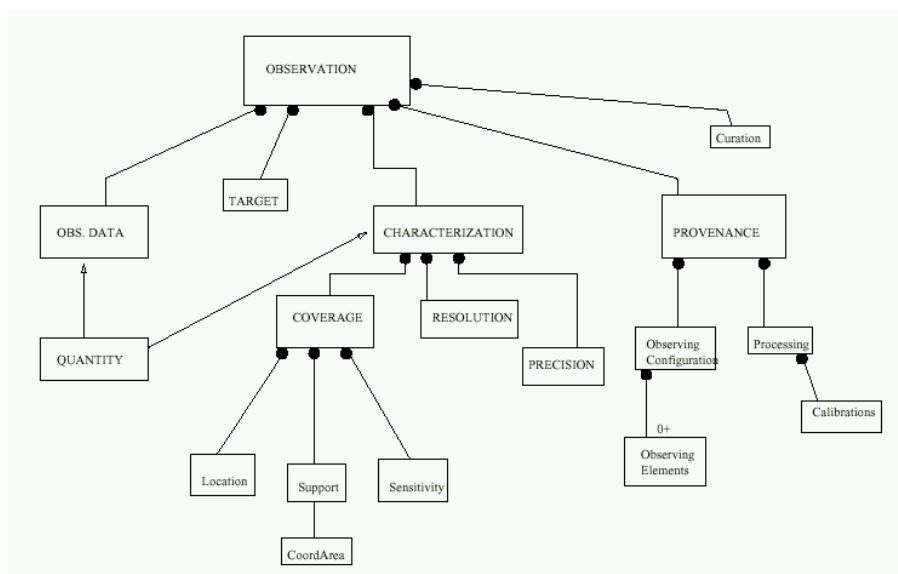 OBSERVATION
Curation
TARGET
OBS. DATA
CHARACTERIZATION
PROVENANCE
COVERAGE
RESOLUTION
QUANTITY
PRECISION
Observing
Configuration
Processing
Calibrations
0+
Observing
Elements
Location
Support
Sensitivity
CoordArea